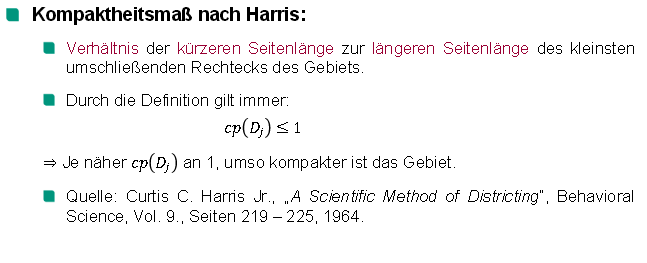 Kompaktheitsmaß nach Harris:
Verhältnis der kürzeren Seitenlänge zur längeren Seitenlänge des kleinsten
umschließenden Rechtecks des Gebiets.
Durch die Definition gilt immer:
cp(D_j) ≤ 1
⇒ Je näher cp(D_j) an 1, umso kompakter ist das Gebiet.
Quelle: Curtis C. Harris Jr., „A Scientific Method of Districting", Behavioral
Science, Vol. 9., Seiten 219 – 225, 1964.